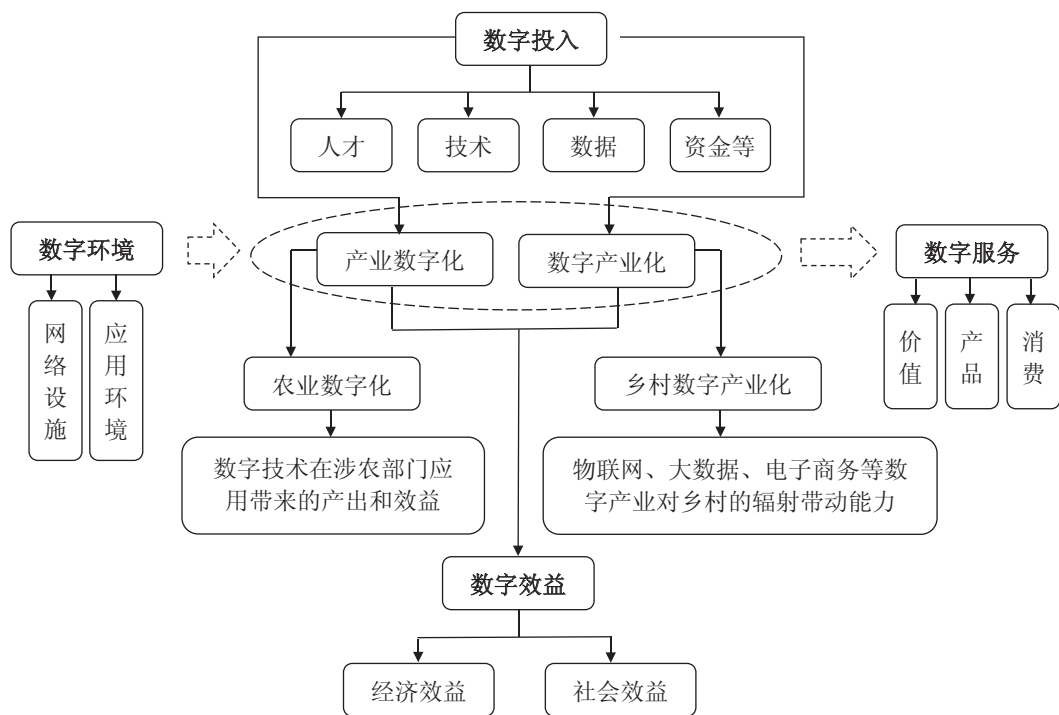 数字投入
人才
技术
数据
资金等
数字环境
网络设施
应用环境
产业数字化
数字产业化
数字服务
价值
产品
消费
农业数字化
乡村数字产业化
数字技术在涉农部门应
用带来的产出和效益
物联网、大数据、电子商务等数
字产业对乡村的辐射带动能力
数字效益
经济效益
社会效益